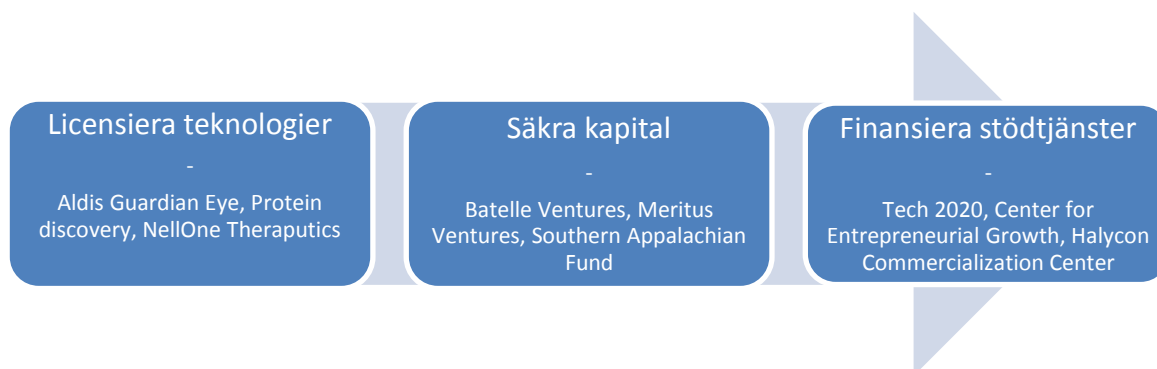 Licensiera teknologier
-
Aldis Guardian Eye, Protein
discovery, NellOne Theraputics
Säkra kapital
-
Batelle Ventures, Meritus
Ventures, Southern Appalachian
Fund
Finansiera stödtjänster
-
Tech 2020, Center for
Entrepreneurial Growth, Halycon
Commercialization Center